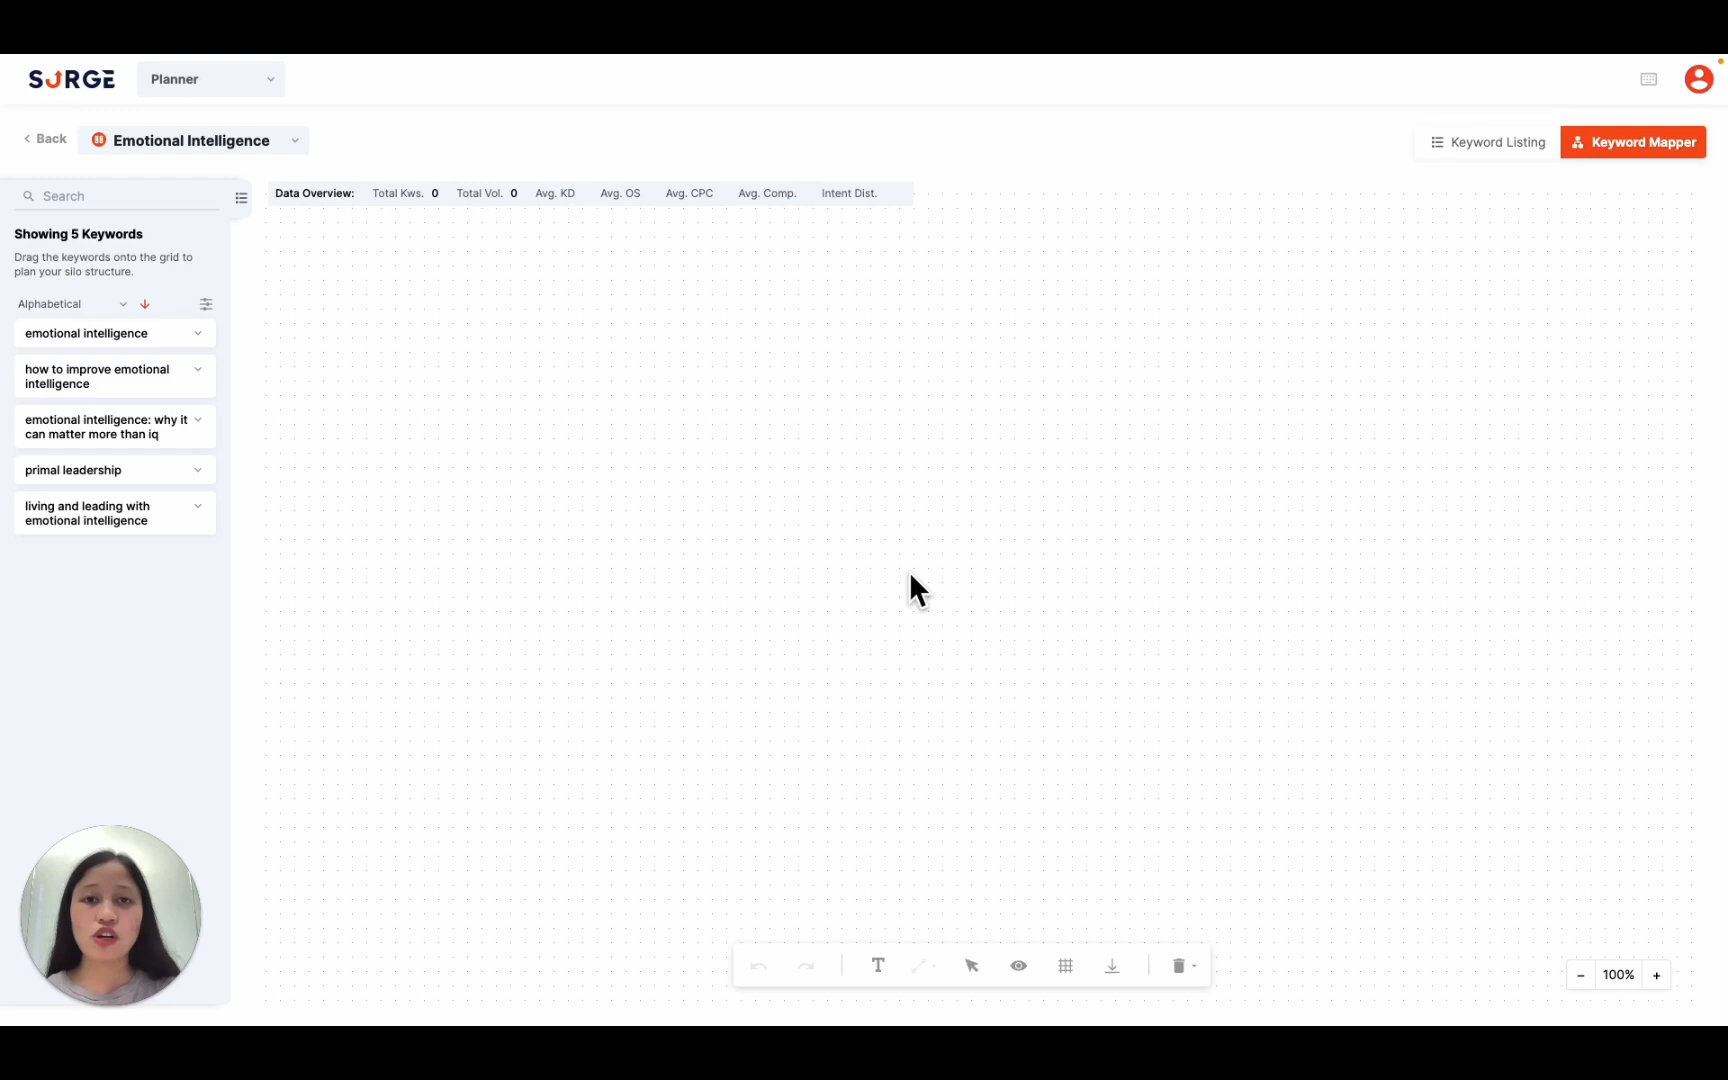 SURGE
Planner
Back
Emotional Intelligence
Keyword Listing
Keyword Mapper
Search
Data Overview: Total Kws. 0 Total Vol. 0 Avg. KD Avg. OS Avg. CPC Avg. Comp. Intent Dist.
Showing 5 Keywords
Drag the keywords onto the grid to
plan your silo structure.
Alphabetical
emotional intelligence
how to improve emotional
intelligence
emotional intelligence: why it
can matter more than iq
primal leadership
living and leading with
emotional intelligence
T
- 100% +